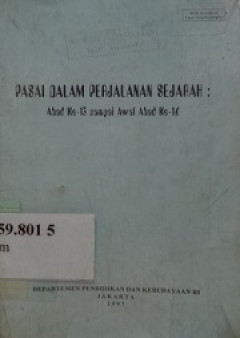 PASAI DALAM PERJALANAN SEJARAH :
Abad Ke-13 sampai Awal Abad Ke-16
59.801 5
m
DEPARTEMEN PENDIDIKAN DAN KEBUDAYAAN RI
JAKARTA
1997